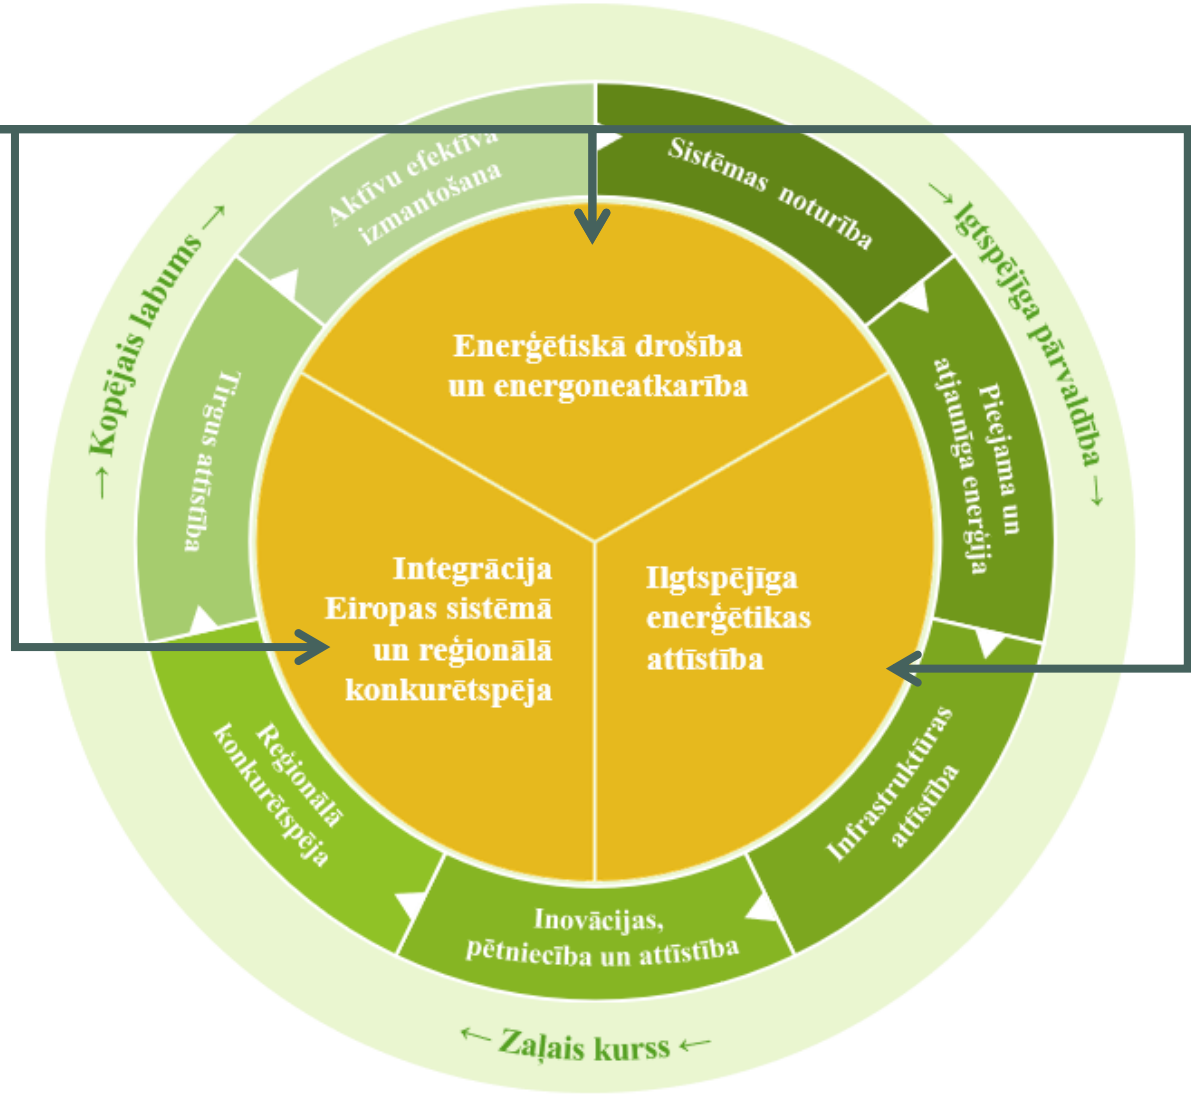 Aktīvu efektīva
izmantošana
Sistēmas noturība
→ Kopējais labums →
→ Igtspējīga pārvaldība →
Tirgus attīstība
Enerģētiskā drošība
un energoneatkarība
Pieejama un
atjaunīga enerģija
Integrācija
Eiropas sistēmā
un reģionālā
konkurētspēja
Ilgtspējīga
enerģētikas
attīstība
Reģionālā
konkurētspēja
Infrastruktūras
attīstība
Inovācijas,
pētniecība un attīstība
← Zaļais kurss ←